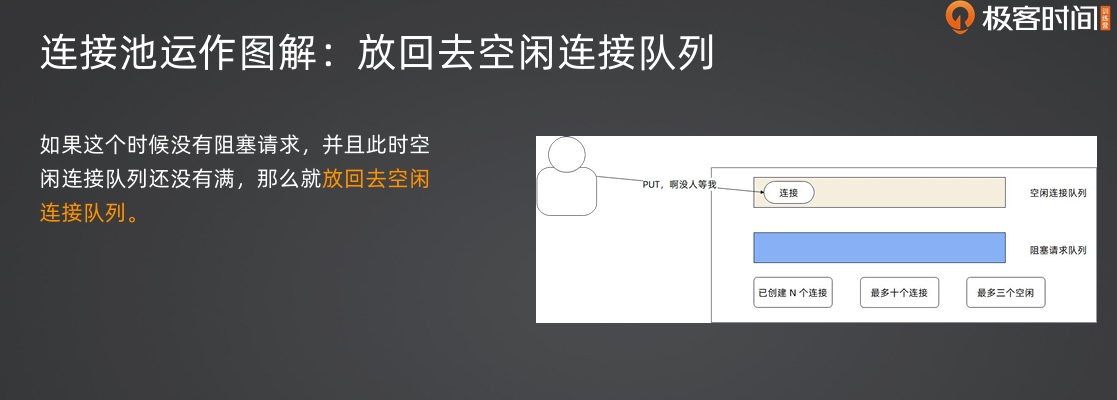 极客时间
训练营
连接池运作图解：放回去空闲连接队列
如果这个时候没有阻塞请求，并且此时空
闲连接队列还没有满，那么就放回去空闲
连接队列。
PUT，啊没人等我
连接
空闲连接队列
阻塞请求队列
已创建 N 个连接
最多十个连接
最多三个空闲